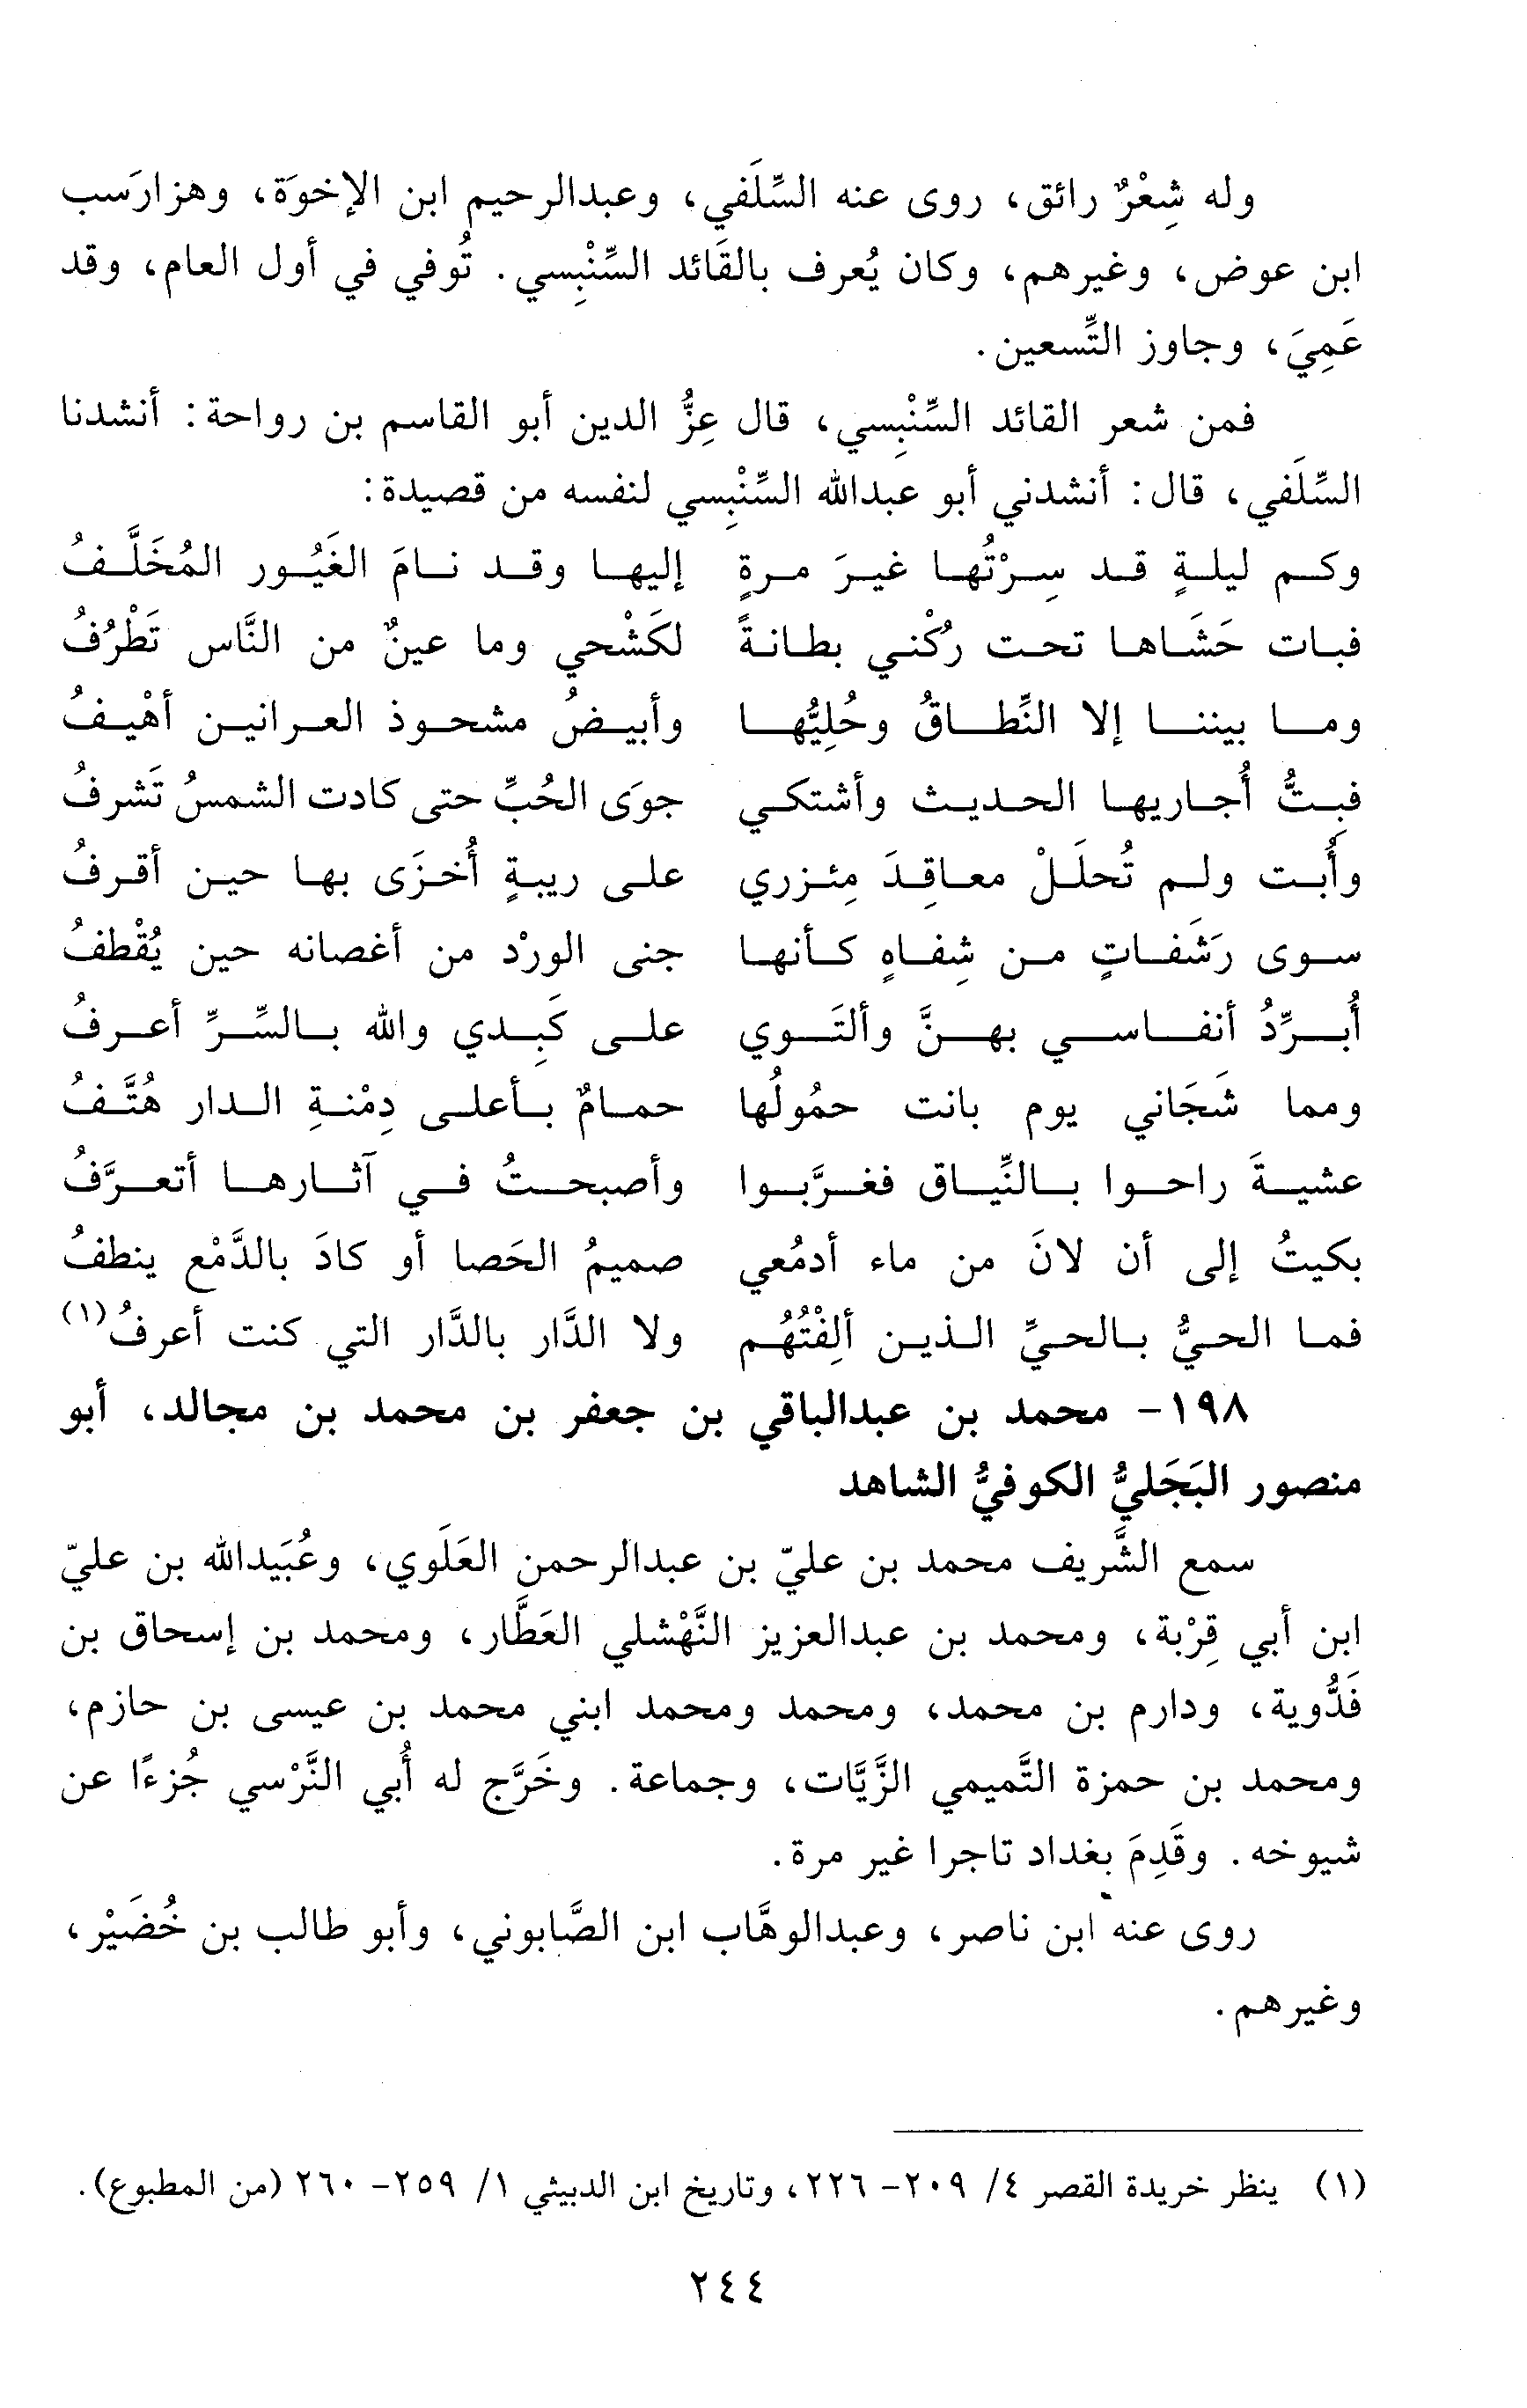 وله شِعْرٌ رائق، روى عنه السِّلَفي، وعبدالرحيم ابن الإخوَة، وهزارَسب
ابن عوض، وغيرهم، وكان يُعرف بالقَائد السِّنْبِسي. تُوفي في أول العام، وقد
عَمِيَ، وجاوز التِّسعين.
فمن شعر القائد السِّنْبِسي، قال عِزُّ الدين أبو القاسم بن رواحة: أنشدنا
السِّلَفي، قال: أنشدني أبو عبدالله السِّنْبِسي لنفسه من قصيدة:
وكم ليلةٍ قد سِرْتُها غيرَ مرةٍ إليها وقد نامَ الغَيُور المُخَلَّفُ
فبات حَشَاها تحت رُكْني بطانةً لكَشْحي وما عينٌ من النَّاس تَطْرُفُ
وما بيننا إلا النِّطاقُ وحُلِيُّها وأبيضُ مشحوذ العرانين أهْيفُ
فبِتُّ أُجاريها الحديث وأشتكي جوَى الحُبِّ حتى كادت الشمسُ تَشرفُ
وأُبت ولم تُحلَلْ معاقِدَ مِئزري على ريبةٍ أُخزَى بها حين أقرفُ
سوى رَشَفاتٍ من شِفاهٍ كأنها جنى الورْد من أغصانه حين يُقْطفُ
أُبرِّدُ أنفاسي بهنَّ وألتَوي على كَبِدي والله بالسِّرِّ أعرفُ
ومما شَجَاني يوم بانت حمُولُها حمامٌ بأعلى دِمْنةِ الدار هُتَّفُ
عشيةَ راحوا بالنِّياق فغرَّبوا وأصبحتُ في آثارها أتعرَّفُ
بكيتُ إلى أن لانَ من ماء أدمُعي صميمُ الحَصا أو كادَ بالدَّمْع ينطفُ
فما الحيُّ بالحيِّ الذين ألِفْتُهُم ولا الدَّار بالدَّار التي كنت أعرفُ(١)
١٩٨- محمد بن عبدالباقي بن جعفر بن محمد بن مجالد، أبو
منصور البَجَليُّ الكوفيُّ الشاهد
سمع الشَّريف محمد بن عليّ بن عبدالرحمن العَلَوي، وعُبَيدالله بن عليّ
ابن أبي قِرْبة، ومحمد بن عبدالعزيز النَّهْشلي العَطَّار، ومحمد بن إسحاق بن
فَدُّوية، ودارم بن محمد، ومحمد ومحمد ابني محمد بن عيسى بن حازم،
ومحمد بن حمزة التَّميمي الزَّيَّات، وجماعة. وخَرَّج له أُبي النَّرْسي جُزءًا عن
شيوخه. وقَدِمَ بغداد تاجرا غير مرة.
روى عنه ابن ناصر، وعبدالوهَّاب ابن الصَّابوني، وأبو طالب بن خُضَيْر،
وغيرهم.
(١) ينظر خريدة القصر ٤/ ٢٠٩- ٢٢٦، وتاريخ ابن الدبيثي ١/ ٢٥٩- ٢٦٠ (من المطبوع).
٢٤٤